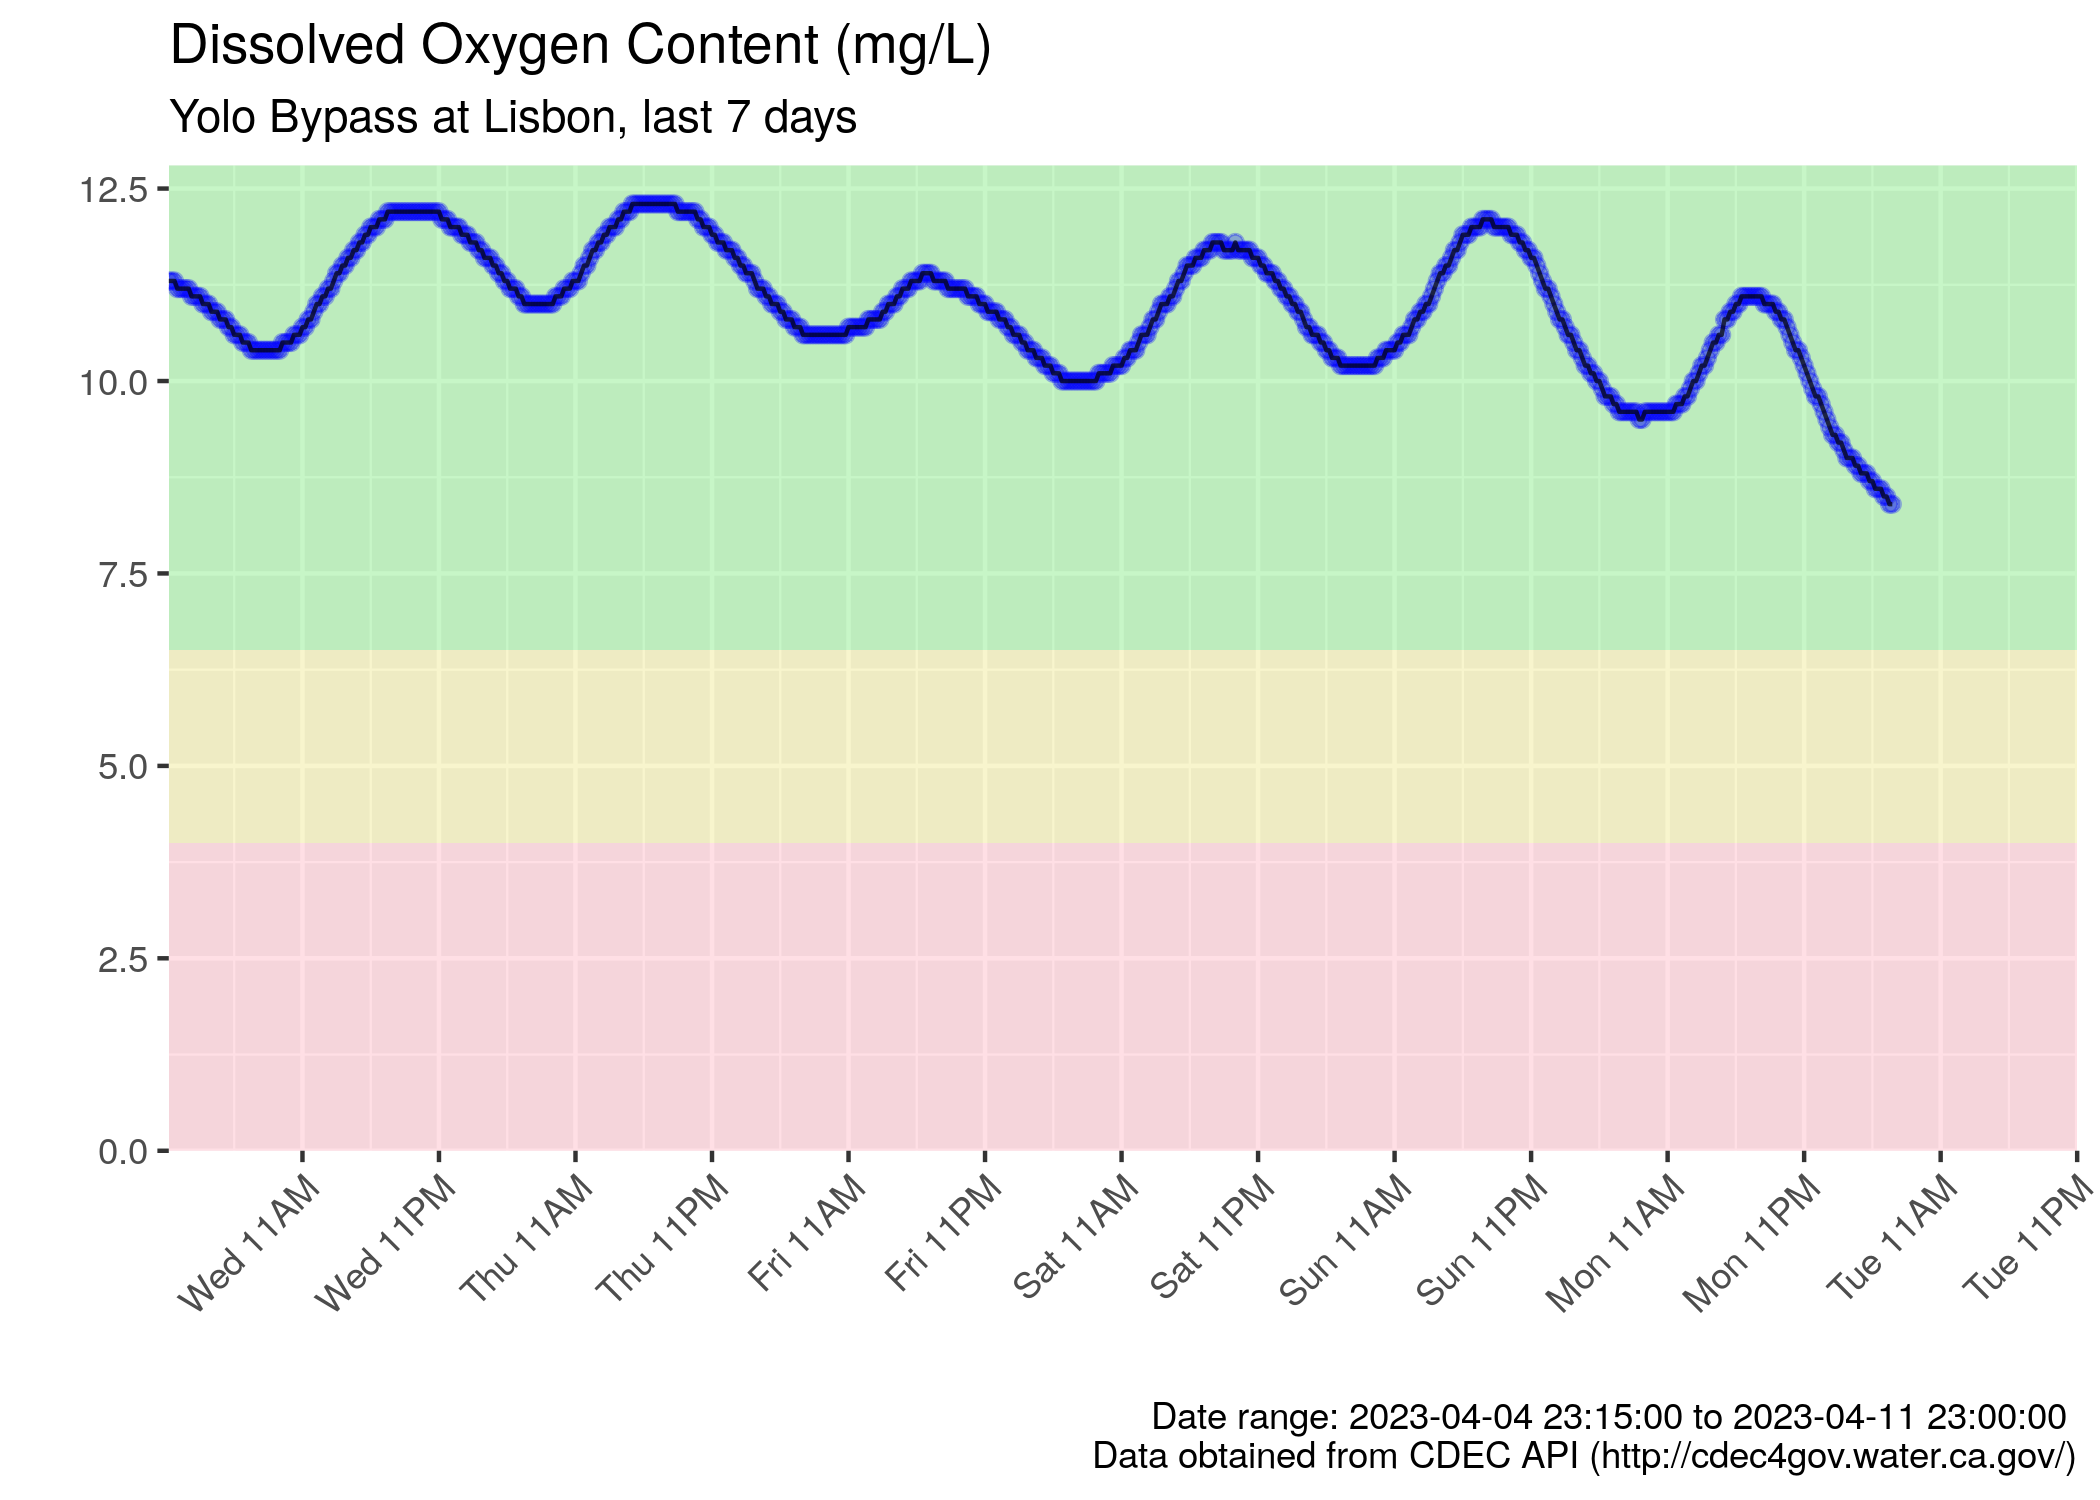 Dissolved Oxygen Content (mg/L)
Yolo Bypass at Lisbon, last 7 days
12.5
10.0
7.5
5.0
2.5
0.0
Wed 11AM
Wed 11PM
Thu 11AM
Thu 11PM
Fri 11AM
Fri 11PM
Sat 11AM
Sat 11PM
Sun 11AM
Sun 11PM
Mon 11AM
Mon 11PM
Tue 11AM
Tue 11PM
Date range: 2023-04-04 23:15:00 to 2023-04-11 23:00:00
Data obtained from CDEC API (http://cdec4gov.water.ca.gov/)